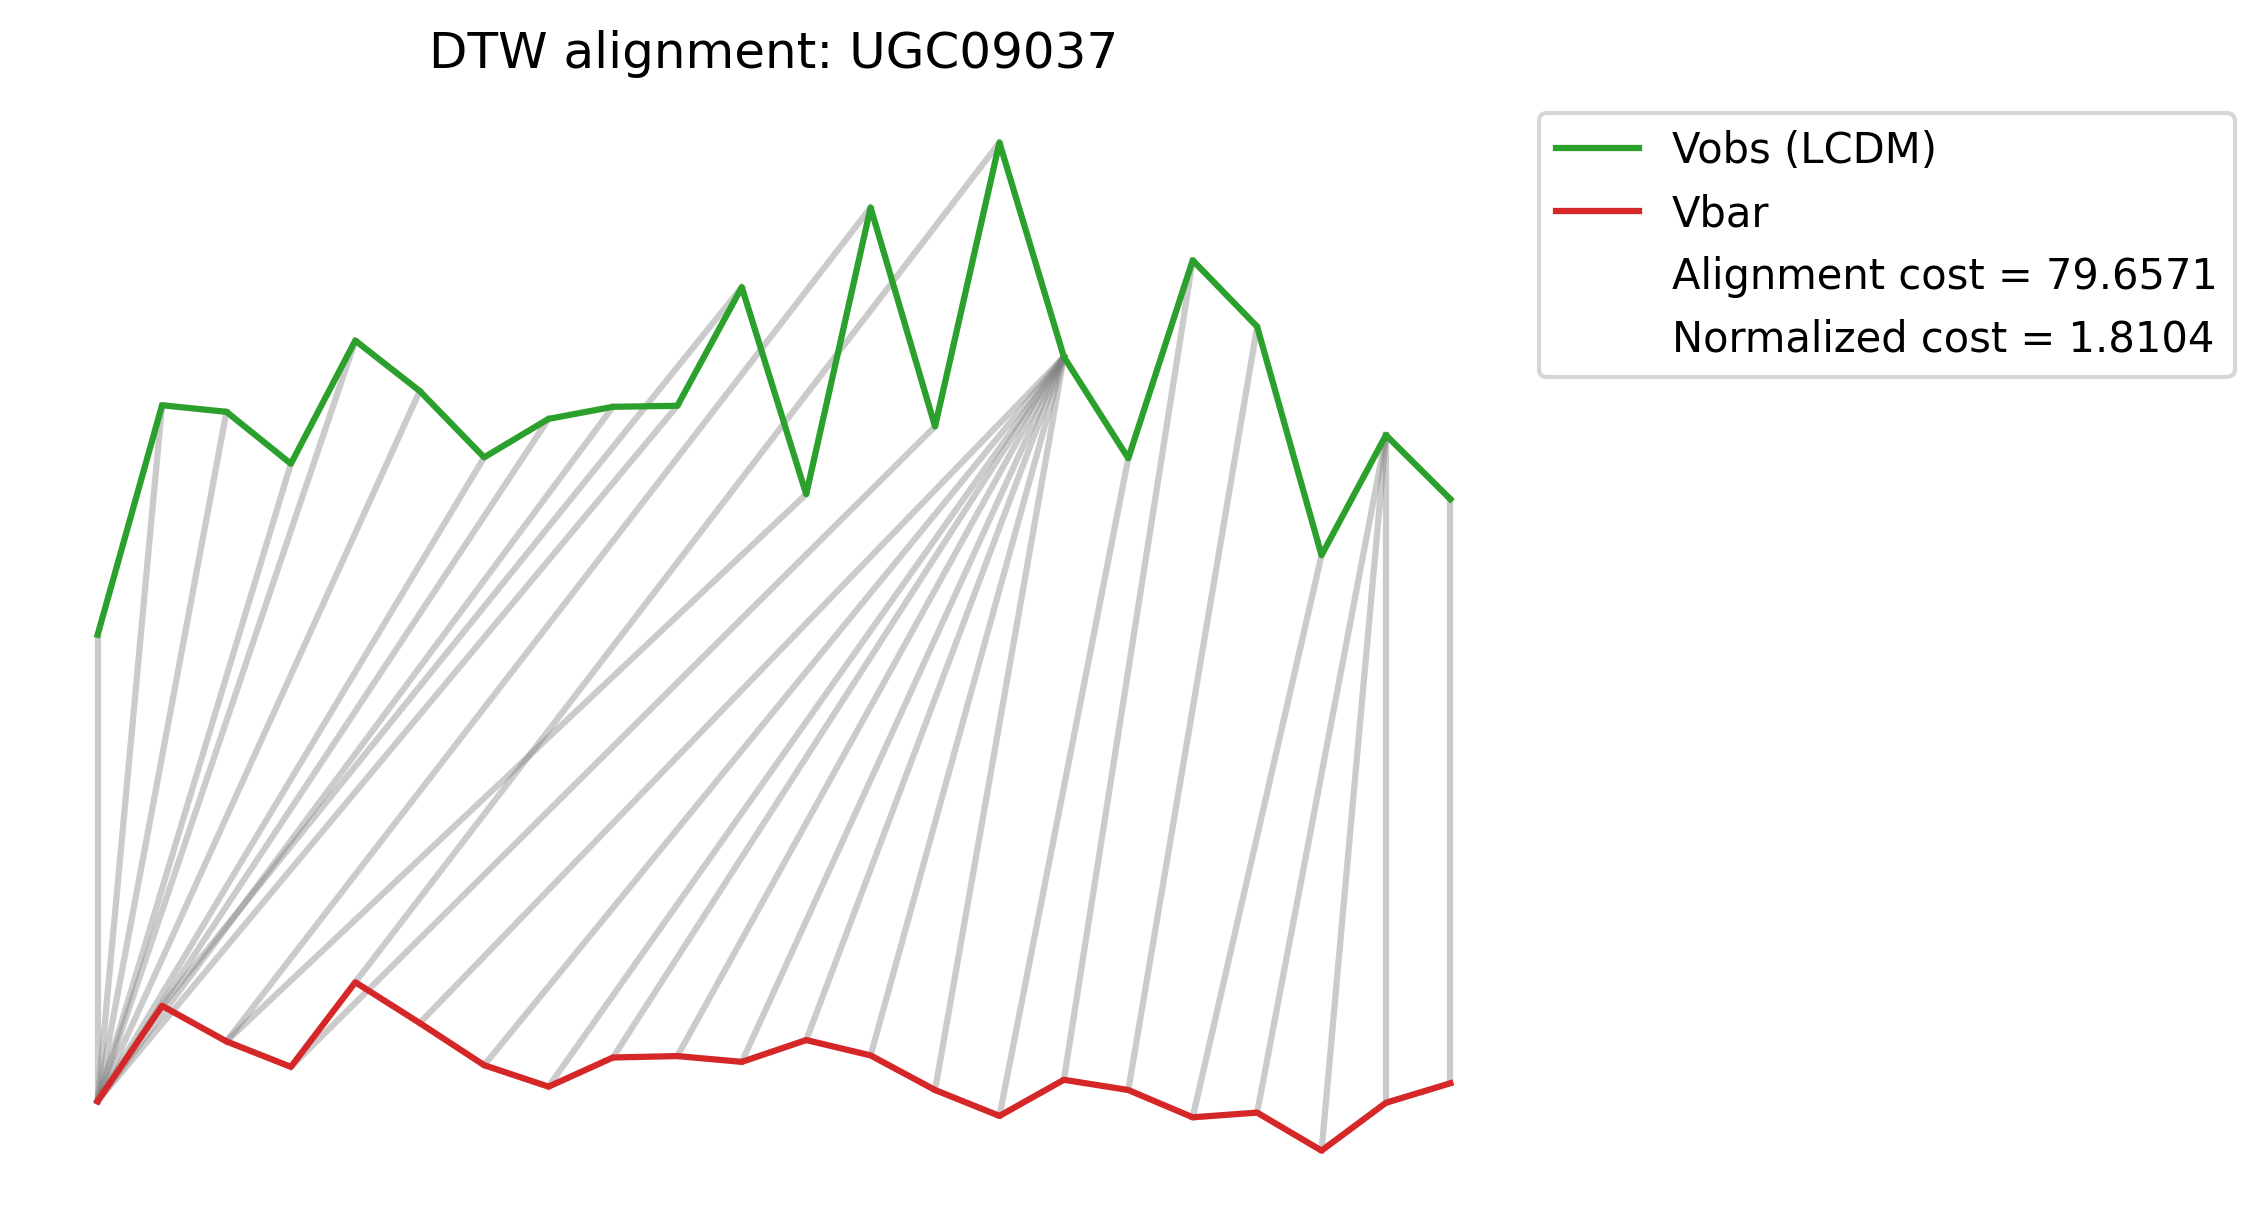 DTW alignment: UGC09037
Vobs (LCDM)
Vbar
Alignment cost = 79.6571
Normalized cost = 1.8104